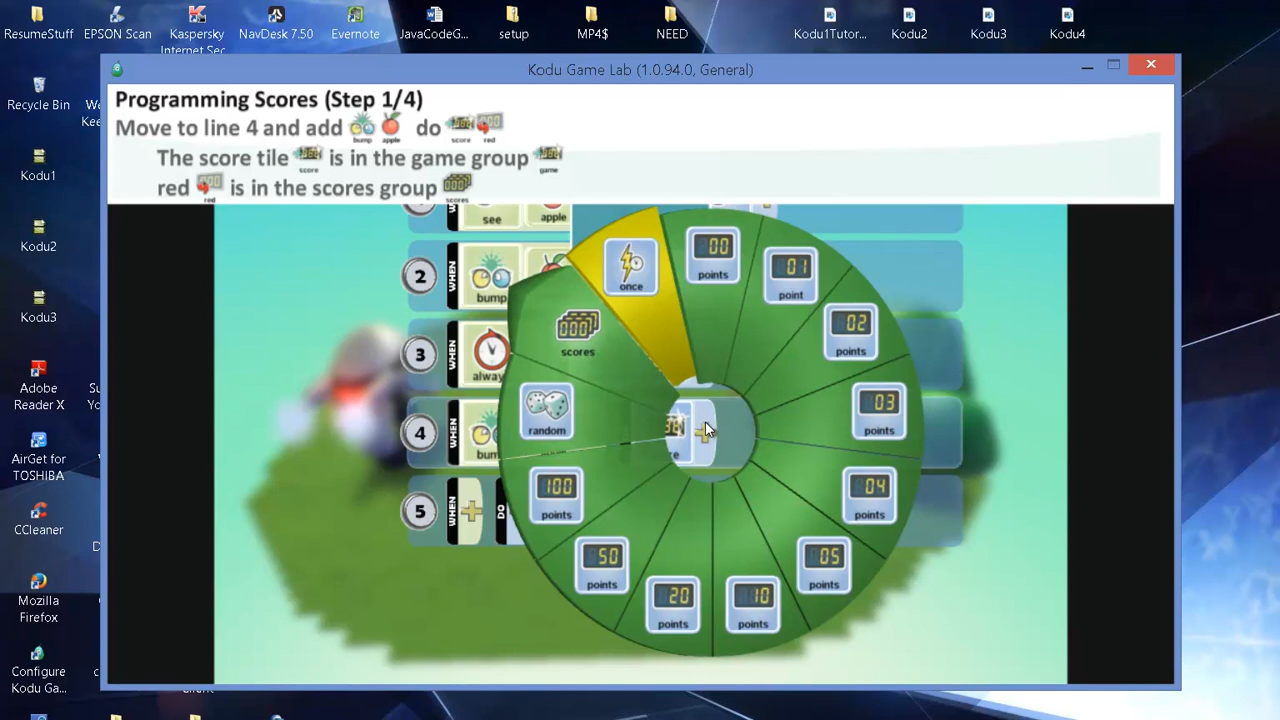 ResumeStuff
EPSON Scan
Kaspersky
Internet Sec
NavDesk 7.50
Evernote
JavaCodeG...
setup
MP4$
NEED
Kodu1Tutor...
Kodu2
Kodu3
Kodu4
Kodu Game Lab (1.0.94.0, General)
Programming Scores (Step 1/4)
Move to line 4 and add bump apple do score red
The score tile score is in the game group game
red red is in the scores group scores
Recycle Bin
Kodu1
Kodu2
Kodu3
Adobe
Reader X
AirGet for
TOSHIBA
CCleaner
Mozilla
Firefox
Configure
Kodu Ga...
see
apple
2
WHEN
bump
3
WHEN
alway
4
WHEN
bum
5
WHEN
DO
once
00
points
01
point
02
points
03
points
04
points
05
points
10
points
20
points
50
points
100
points
random
000
scores